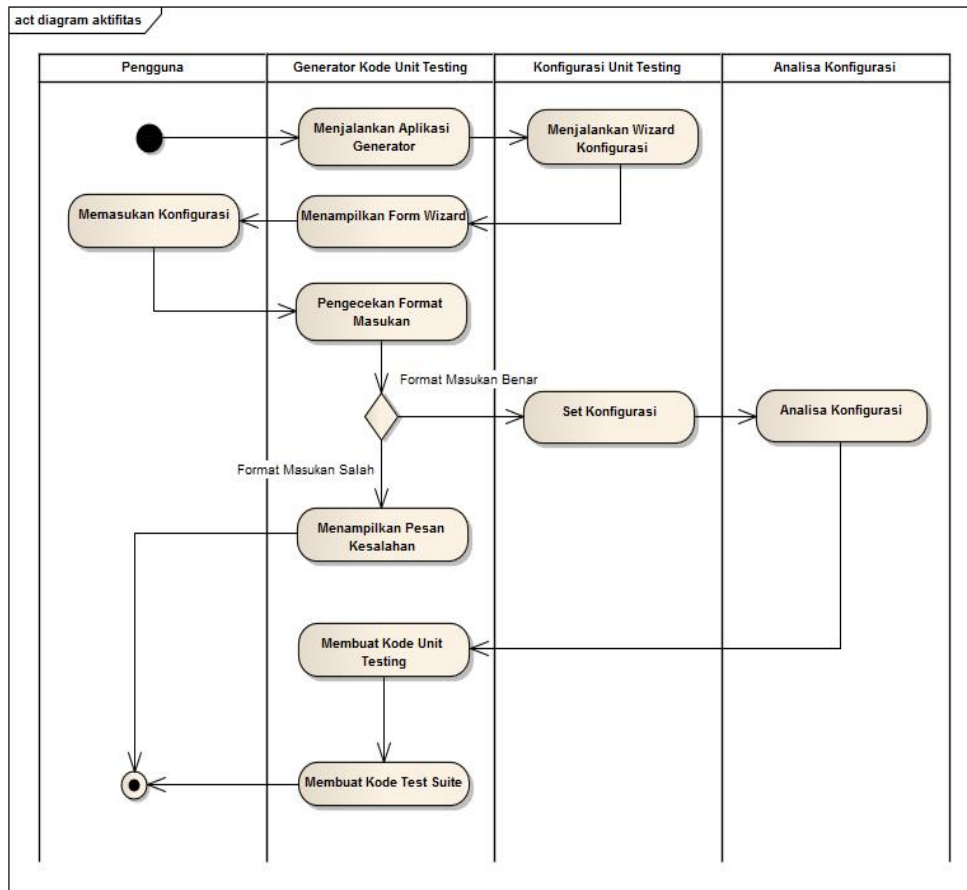 act diagram aktifitas
Pengguna
Generator Kode Unit Testing
Konfigurasi Unit Testing
Analisa Konfigurasi
Menjalankan Aplikasi
Generator
Menjalankan Wizard
Konfigurasi
Memasukan Konfigurasi
Menampilkan Form Wizard
Pengecekan Format
Masukan
Format Masukan Benar
Set Konfigurasi
Analisa Konfigurasi
Format Masukan Salah
Menampilkan Pesan
Kesalahan
Membuat Kode Unit
Testing
Membuat Kode Test Suite